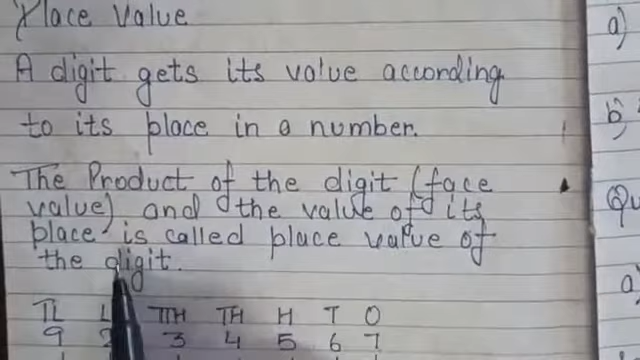 Place Value
A digit gets its value according
to its place in a number.
The Product of the digit (face
value) and the value of its
place is called place value of
the digit.
TL L TTH TH H T O
9 2 3 4 5 6 7
a)
b)
Qu
a)